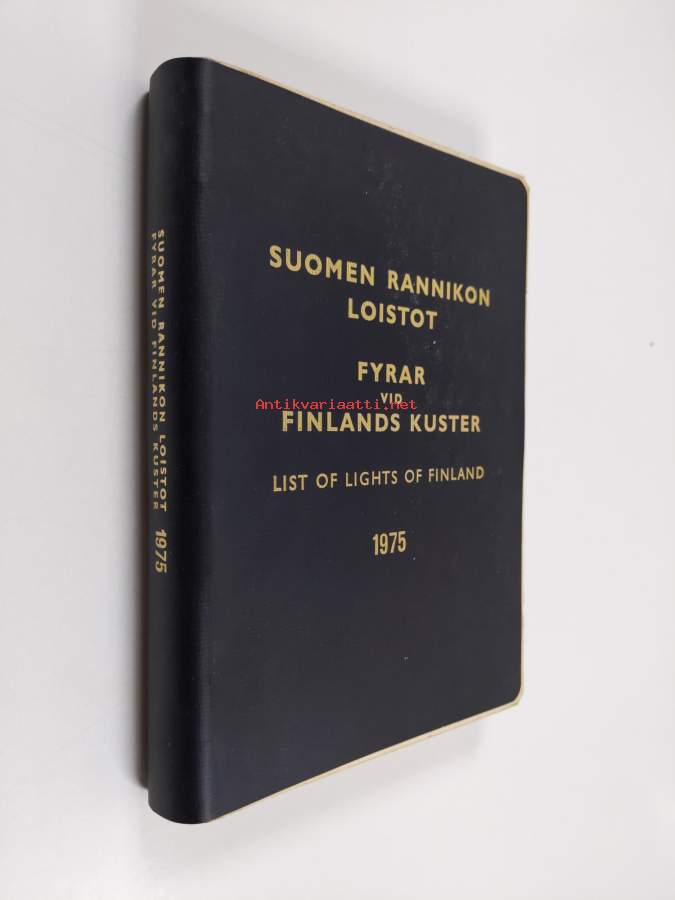 SUOMEN RANNIKON
LOISTOT
FYRAR
VID
FINLANDS KUSTER
LIST OF LIGHTS OF FINLAND
1975
Antikvariaatti.net
SUOMEN RANNIKON LOISTOT
FYRAR VID FINLANDS KUSTER
1975